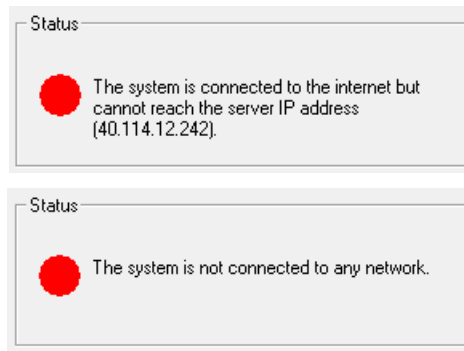 Status
The system is connected to the internet but
cannot reach the server IP address
(40.114.12.242).
Status
The system is not connected to any network.